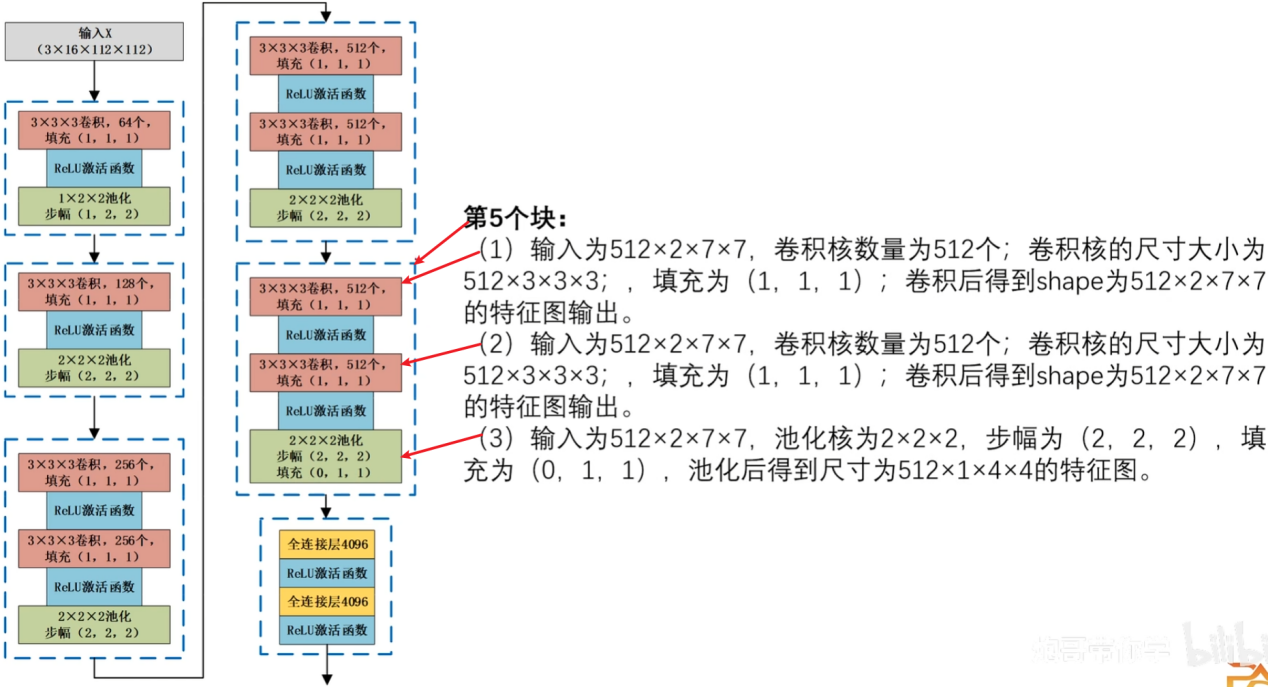 输入X
(3×16×112×112)
3×3×3卷积，64个，
填充（1，1，1）
ReLU激活函数
1×2×2池化
步幅（1，2，2）
3×3×3卷积，128个，
填充（1，1，1）
ReLU激活函数
2×2×2池化
步幅（2，2，2）
3×3×3卷积，256个，
填充（1，1，1）
ReLU激活函数
3×3×3卷积，256个，
填充（1，1，1）
ReLU激活函数
2×2×2池化
步幅（2，2，2）
3×3×3卷积，512个，
填充（1，1，1）
ReLU激活函数
3×3×3卷积，512个，
填充（1，1，1）
ReLU激活函数
2×2×2池化
步幅（2，2，2）
3×3×3卷积，512个，
填充（1，1，1）
ReLU激活函数
3×3×3卷积，512个，
填充（1，1，1）
ReLU激活函数
2×2×2池化
步幅（2，2，2）
填充（0，1，1）
全连接层4096
ReLU激活函数
全连接层4096
ReLU激活函数
第5个块：
（1）输入为512×2×7×7，卷积核数量为512个；卷积核的尺寸大小为
512×3×3×3；，填充为（1，1，1）；卷积后得到shape为512×2×7×7
的特征图输出。
（2）输入为512×2×7×7，卷积核数量为512个；卷积核的尺寸大小为
512×3×3×3；，填充为（1，1，1）；卷积后得到shape为512×2×7×7
的特征图输出。
（3）输入为512×2×7×7，池化核为2×2×2，步幅为（2，2，2），填
充为（0，1，1），池化后得到尺寸为512×1×4×4的特征图。